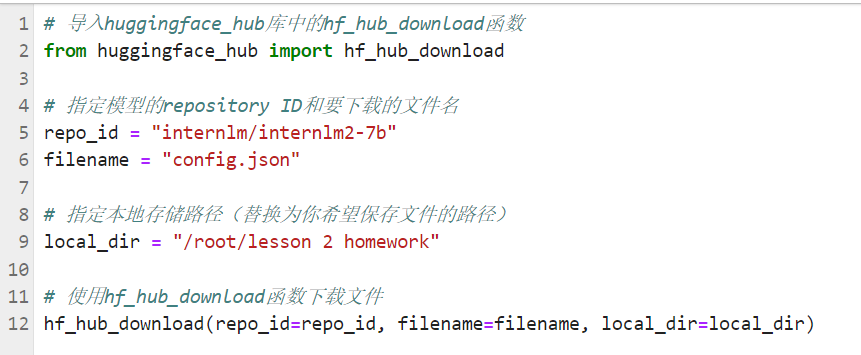 1 # 导入huggingface_hub库中的hf_hub_download函数
2 from huggingface_hub import hf_hub_download
3
4 # 指定模型的repository ID和要下载的文件名
5 repo_id = "internlm/internlm2-7b"
6 filename = "config.json"
7
8 # 指定本地存储路径（替换为你希望保存文件的路径）
9 local_dir = "/root/lesson 2 homework"
10
11 # 使用hf_hub_download函数下载文件
12 hf_hub_download(repo_id=repo_id, filename=filename, local_dir=local_dir)